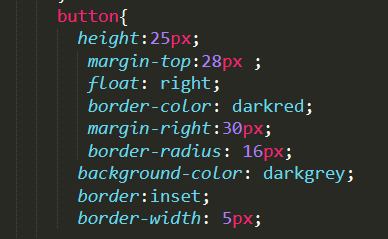 button{
height:25px;
margin-top:28px ;
float: right;
border-color: darkred;
margin-right:30px;
border-radius: 16px;
background-color: darkgrey;
border:inset;
border-width: 5px;